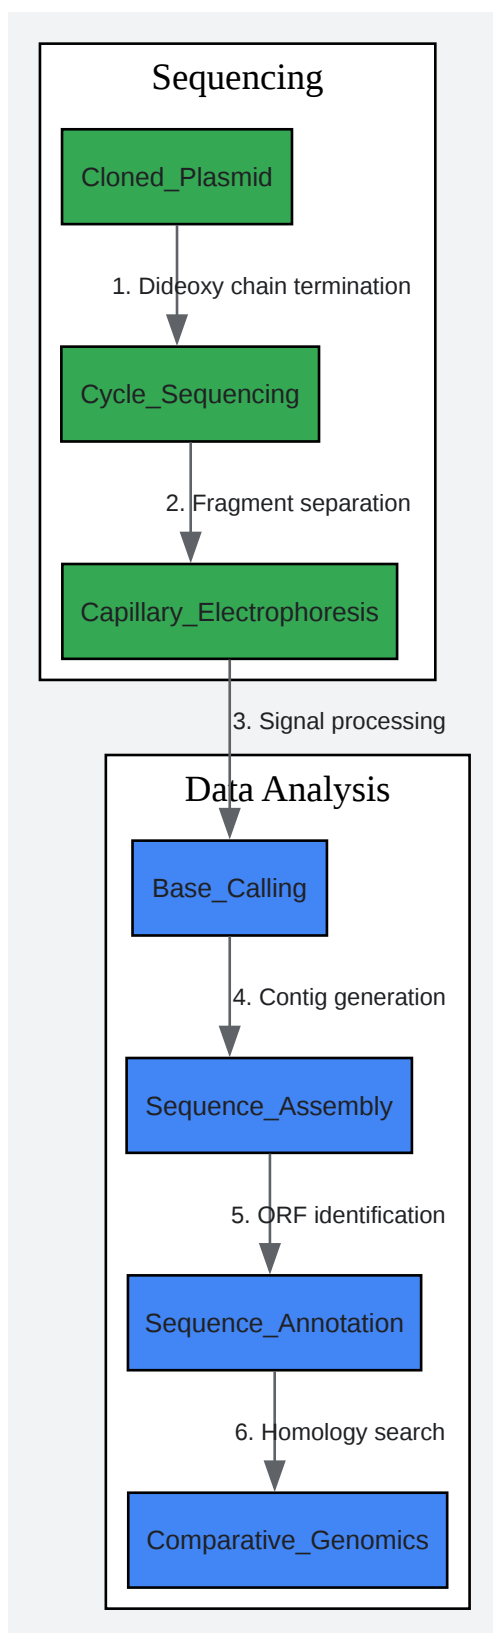 Sequencing
Cloned_Plasmid
1. Dideoxy chain termination
Cycle_Sequencing
2. Fragment separation
Capillary_Electrophoresis
3. Signal processing
Data Analysis
Base_Calling
4. Contig generation
Sequence_Assembly
5. ORF identification
Sequence_Annotation
6. Homology search
Comparative_Genomics